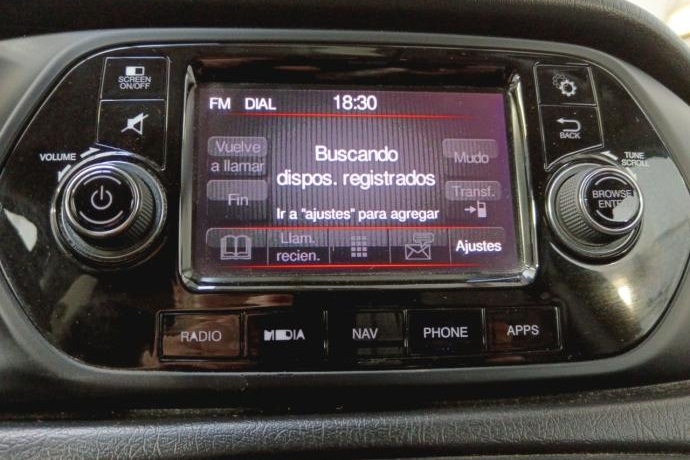 SCREEN
ON/OFF
FM DIAL 18:30
BACK
VOLUME
TUNE
SCROLL
Vuelve
a llamar
Buscando
dispos. registrados
Mudo
Fin
Transf.
BROWSE
ENTER
Ir a "ajustes" para agregar
Llam.
recien.
Ajustes
RADIO
MEDIA
NAV
PHONE
APPS